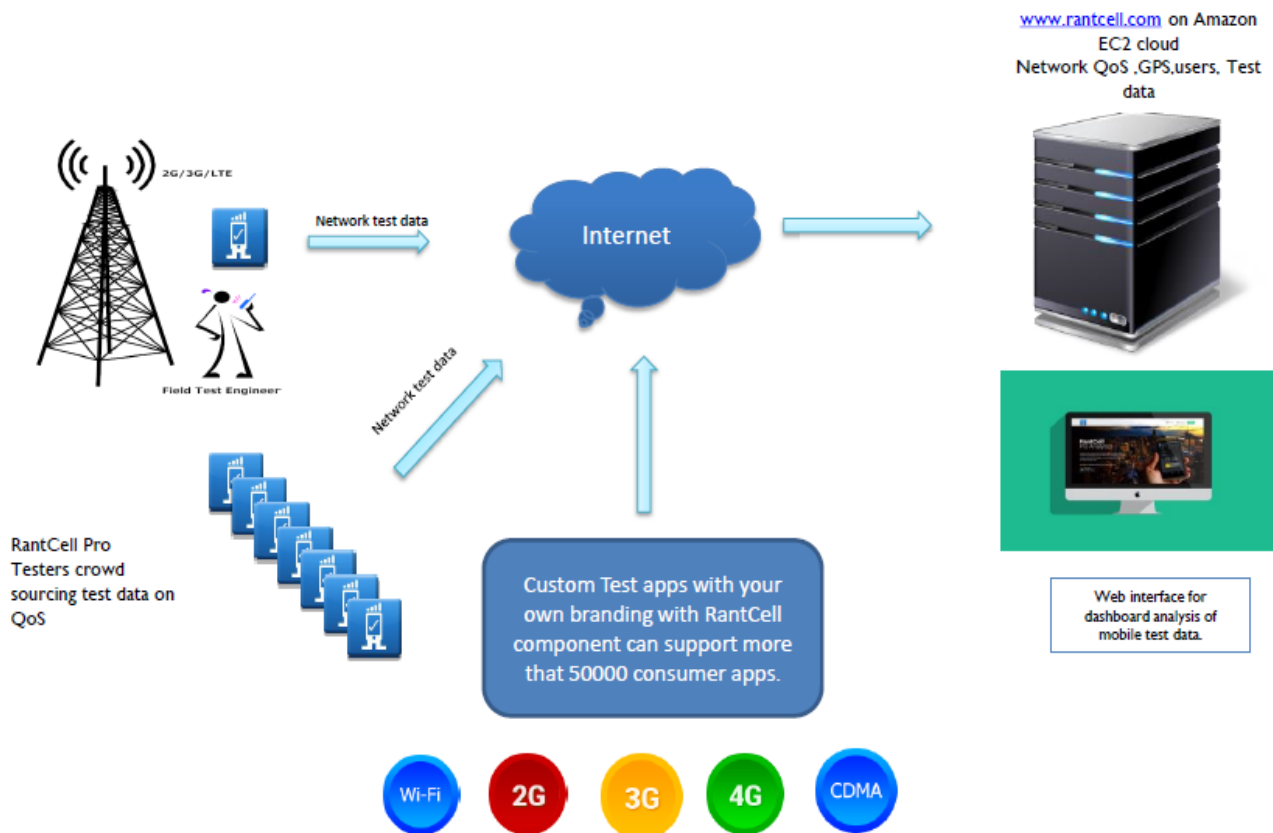 www.rantcell.com on Amazon
EC2 cloud
Network QoS ,GPS,users, Test
data
2G/3G/LTE
Network test data
Internet
Field Test Engineer
Network test data
RantCell Pro
Testers crowd
sourcing test data on
QoS
Custom Test apps with your
own branding with RantCell
component can support more
that 50000 consumer apps.
Web interface for
dashboard analysis of
mobile test data.
Wi-Fi
2G
3G
4G
CDMA